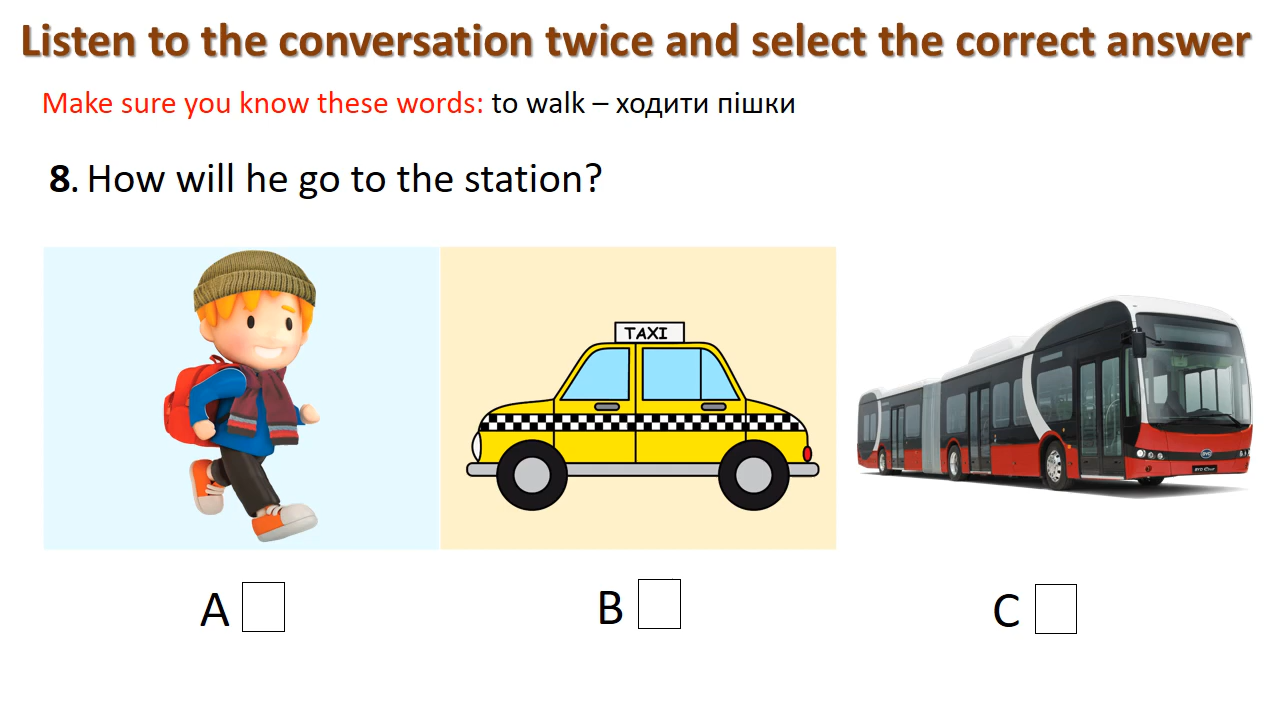 Listen to the conversation twice and select the correct answer
Make sure you know these words: to walk – ходити пішки
8. How will he go to the station?
TAXI
A
B
C